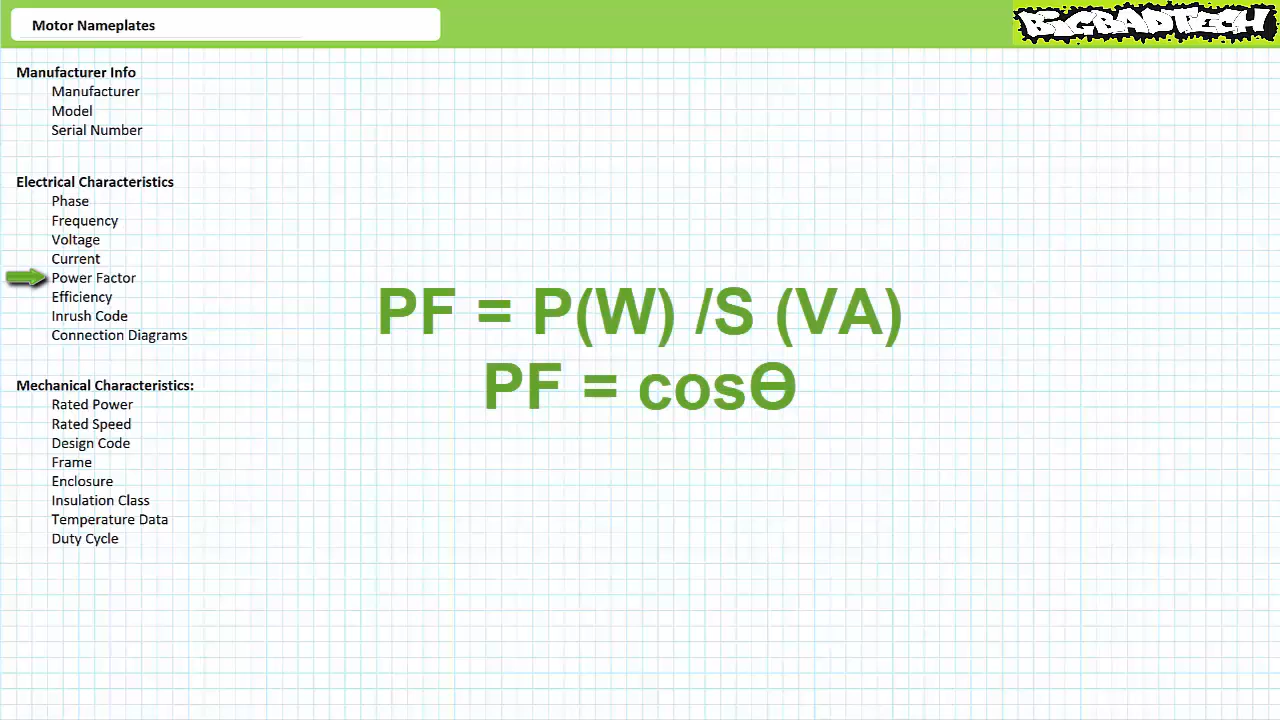 Motor Nameplates
BIGBADTECH
Manufacturer Info
Manufacturer
Model
Serial Number
Electrical Characteristics
Phase
Frequency
Voltage
Current
Power Factor
Efficiency
Inrush Code
Connection Diagrams
Mechanical Characteristics:
Rated Power
Rated Speed
Design Code
Frame
Enclosure
Insulation Class
Temperature Data
Duty Cycle
PF = P(W) /S (VA)
PF = cosϴ